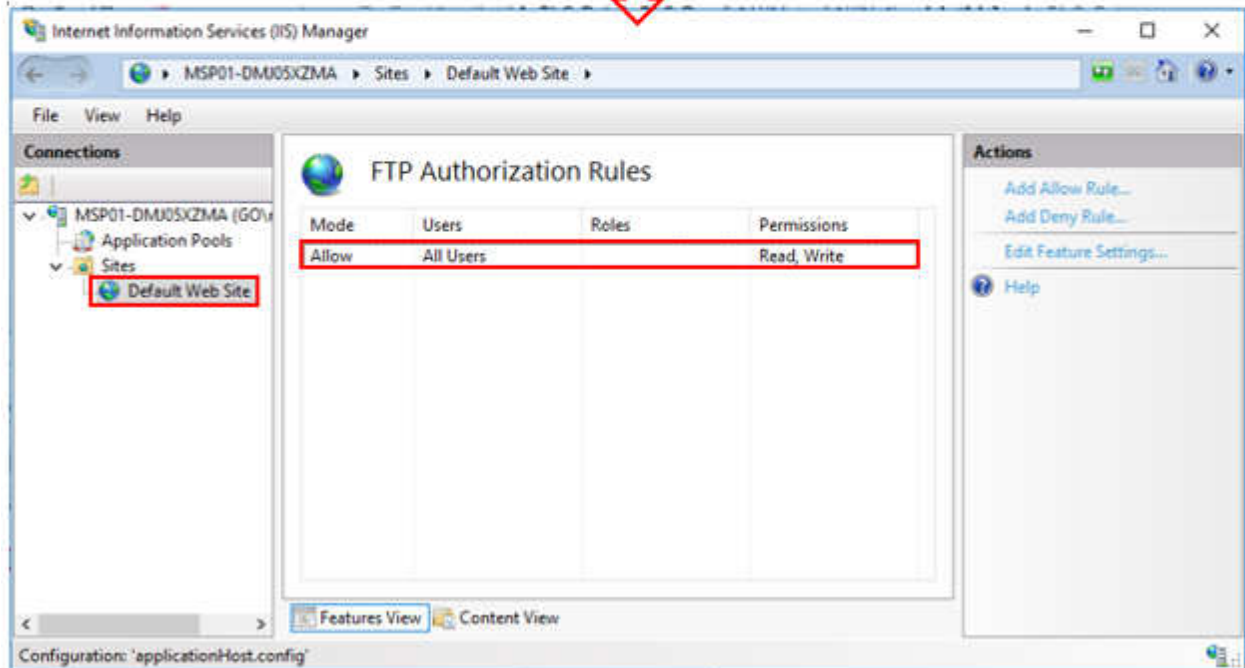 Internet Information Services (IIS) Manager
MSP01-DMJ05XZMA Sites Default Web Site
File View Help
Connections
MSP01-DMJ05XZMA (GO\
Application Pools
Sites
Default Web Site
FTP Authorization Rules
Mode Users Roles Permissions
Allow All Users Read, Write
Features View Content View
Actions
Add Allow Rule...
Add Deny Rule...
Edit Feature Settings...
Help
Configuration: 'applicationHost.config'